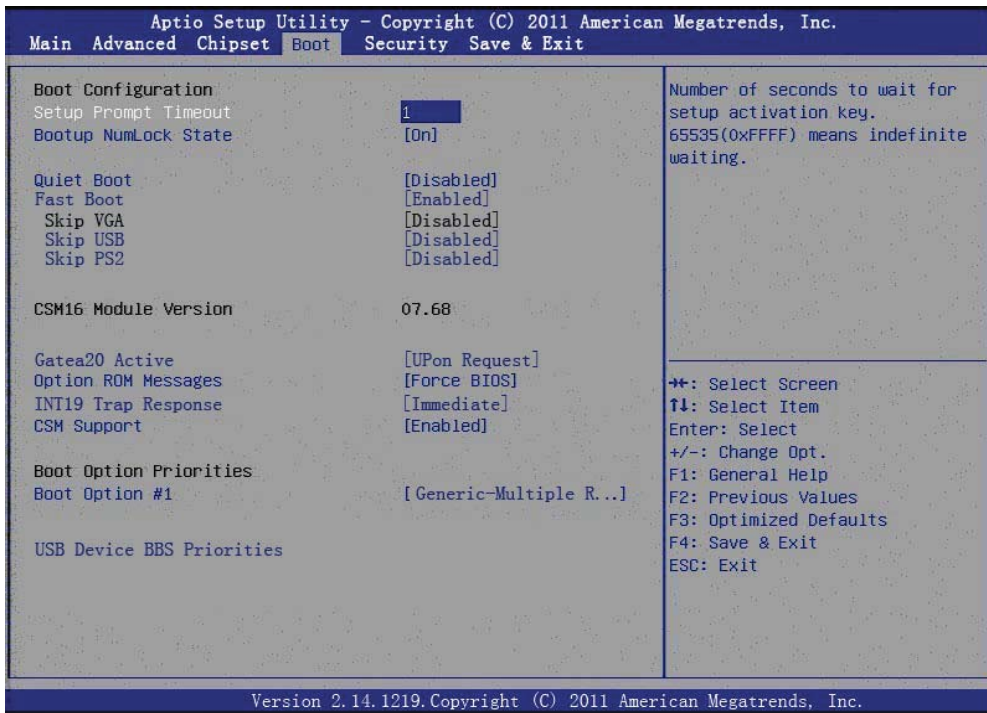 Aptio Setup Utility - Copyright (C) 2011 American Megatrends, Inc.
Main Advanced Chipset Boot Security Save & Exit
Boot Configuration
Setup Prompt Timeout 1
Bootup NumLock State [On]
Quiet Boot [Disabled]
Fast Boot [Enabled]
Skip VGA [Disabled]
Skip USB [Disabled]
Skip PS2 [Disabled]
CSM16 Module Version 07.68
Gatea20 Active [UPon Request]
Option ROM Messages [Force BIOS]
INT19 Trap Response [Immediate]
CSM Support [Enabled]
Boot Option Priorities
Boot Option #1 [Generic-Multiple R...]
USB Device BBS Priorities
Number of seconds to wait for
setup activation key.
65535(0xFFFF) means indefinite
waiting.
→←: Select Screen
↑↓: Select Item
Enter: Select
+/-: Change Opt.
F1: General Help
F2: Previous Values
F3: Optimized Defaults
F4: Save & Exit
ESC: Exit
Version 2.14.1219.Copyright (C) 2011 American Megatrends, Inc.